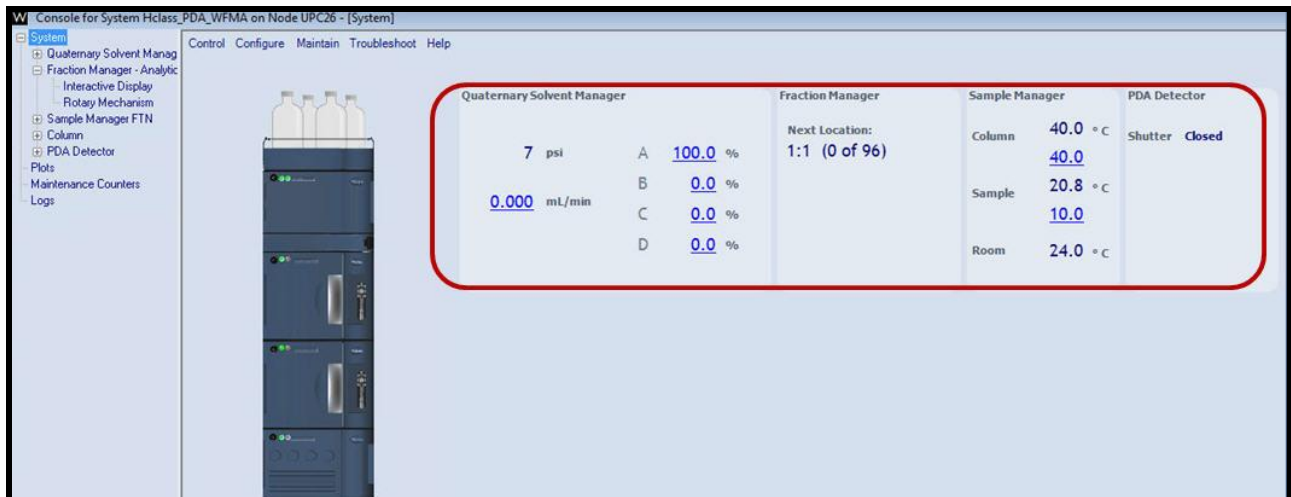 W Console for System Hclass_PDA_WFMA on Node UPC26 - [System]
System
Quaternary Solvent Manag
Fraction Manager - Analytic
Interactive Display
Rotary Mechanism
Sample Manager FTN
Column
PDA Detector
Plots
Maintenance Counters
Logs
Control Configure Maintain Troubleshoot Help
Quaternary Solvent Manager
7 psi
0.000 mL/min
A 100.0 %
B 0.0 %
C 0.0 %
D 0.0 %
Fraction Manager
Next Location:
1:1 (0 of 96)
Sample Manager
Column 40.0 °C
40.0
Sample 20.8 °C
10.0
Room 24.0 °C
PDA Detector
Shutter Closed